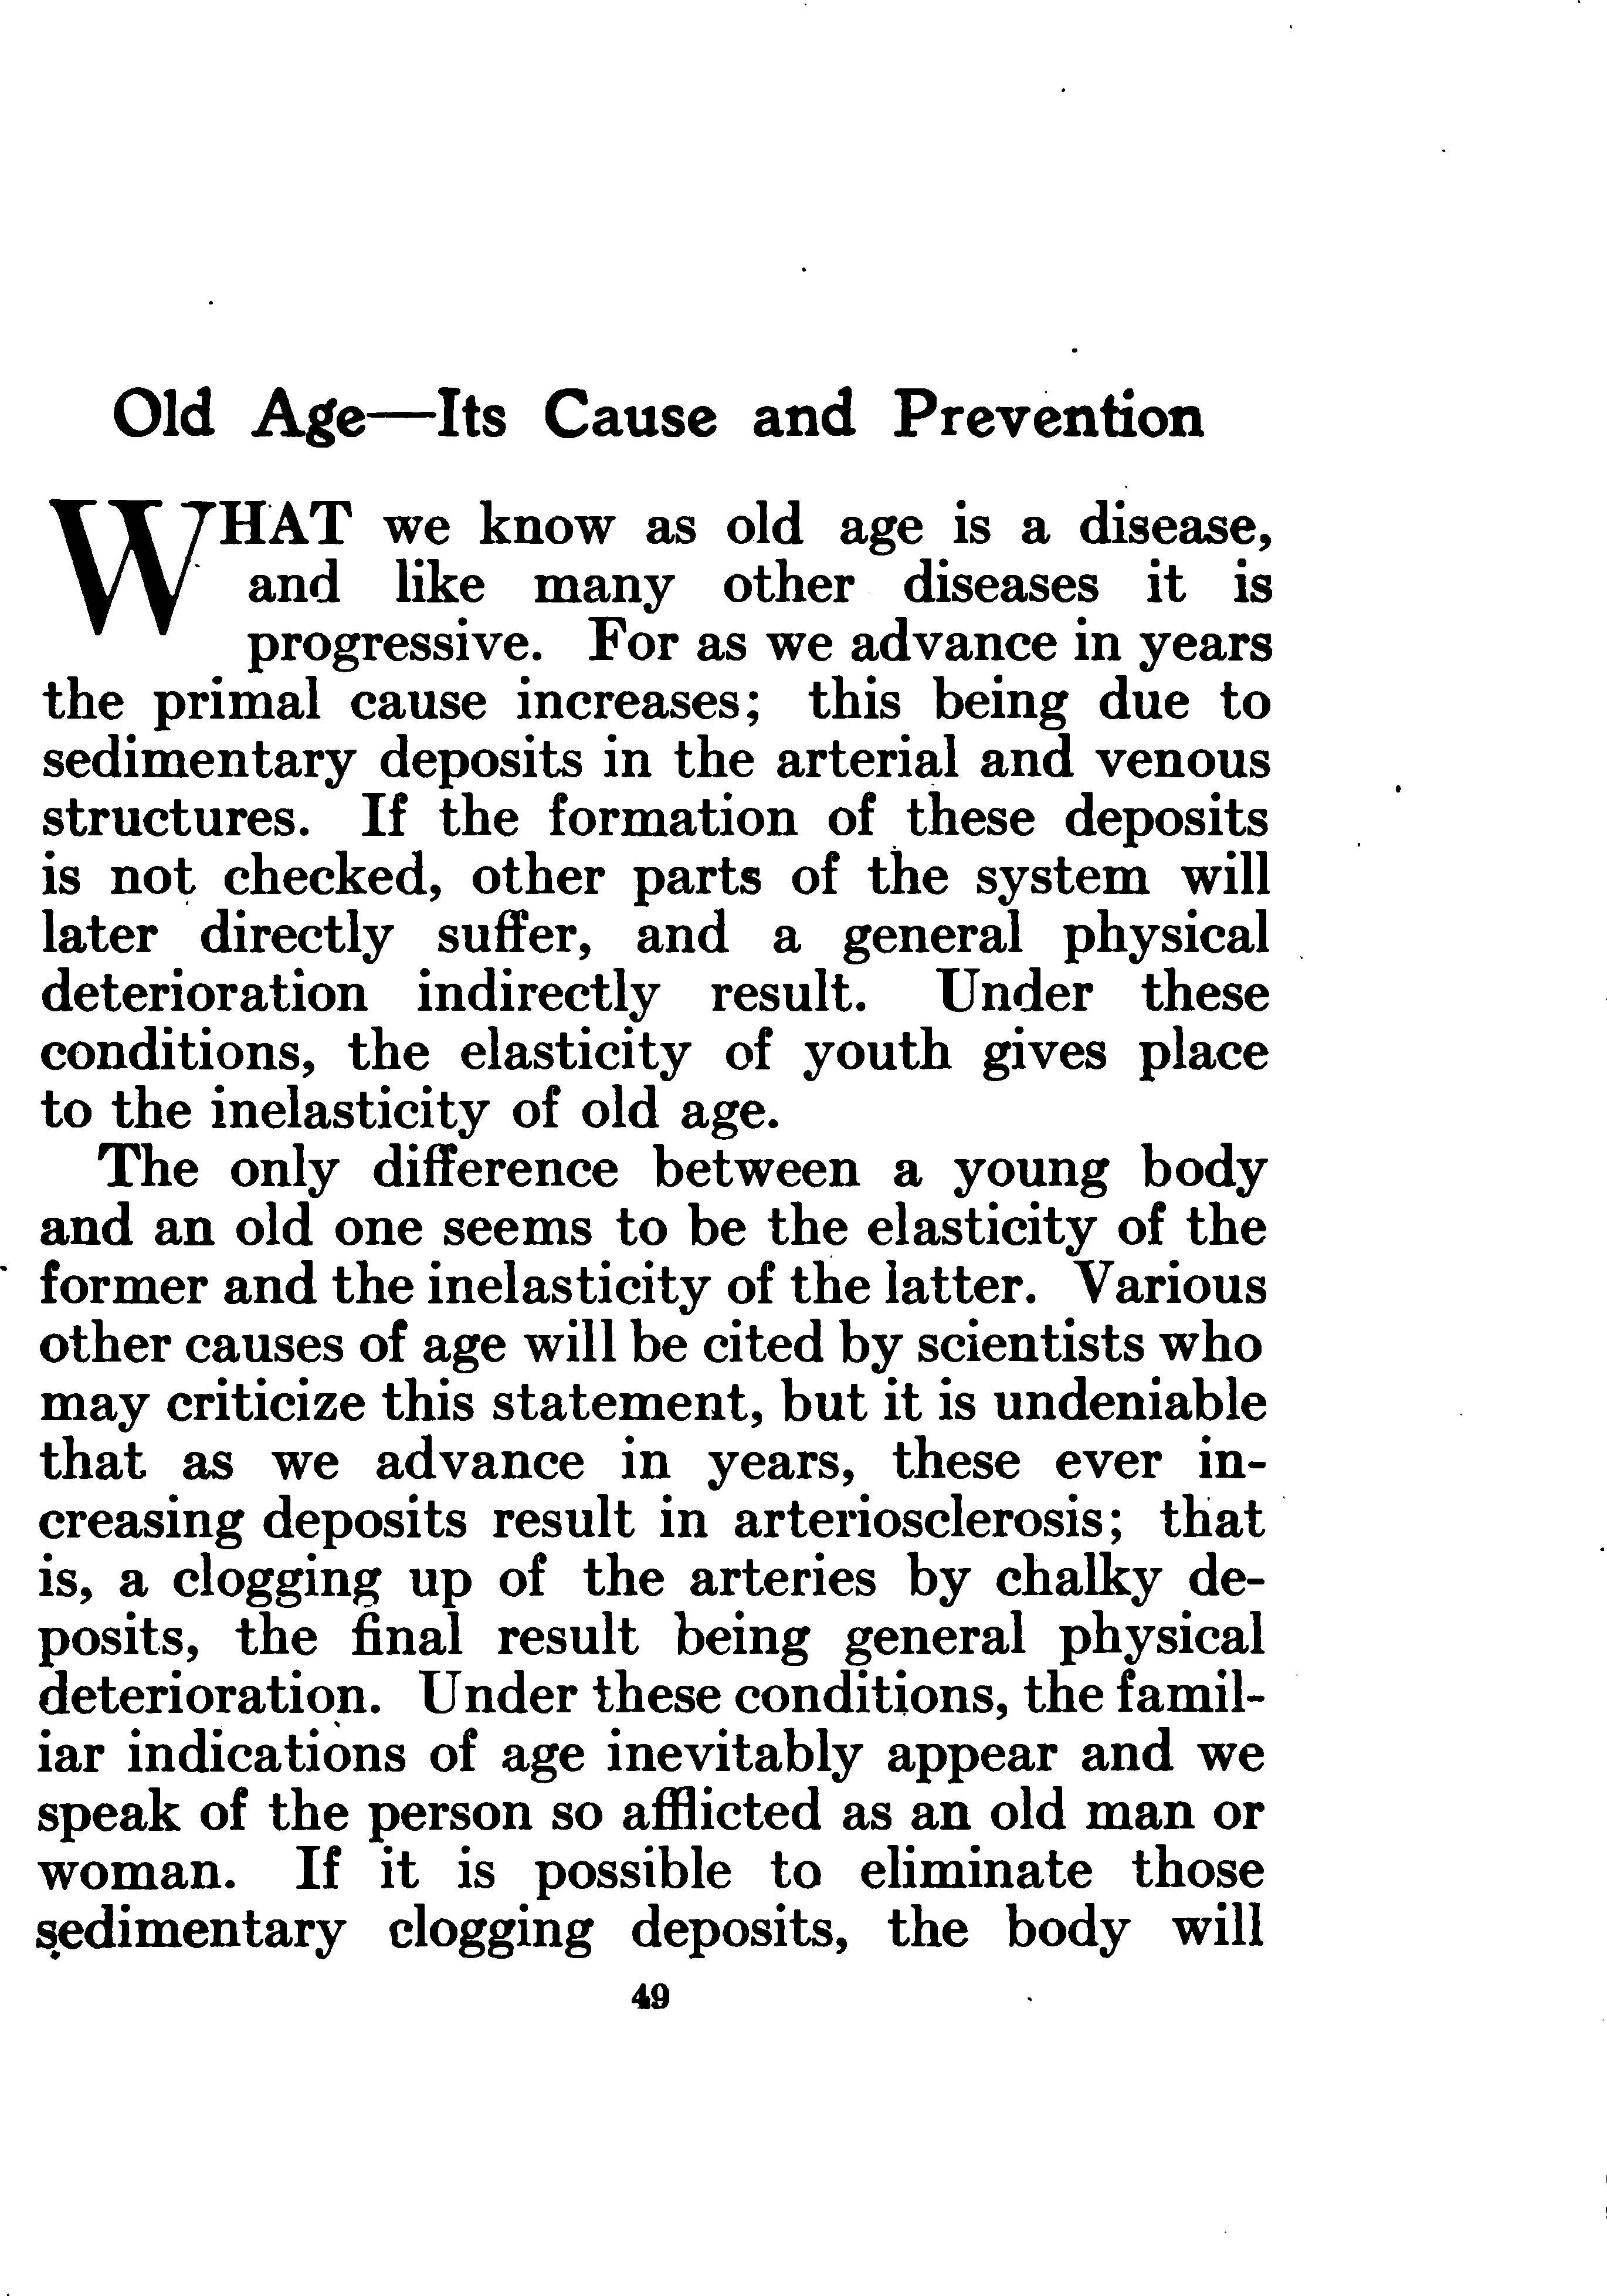 Old Age—Its Cause and Prevention
WHAT we know as old age is a disease,
and like many other diseases it is
progressive. For as we advance in years
the primal cause increases; this being due to
sedimentary deposits in the arterial and venous
structures. If the formation of these deposits
is not checked, other parts of the system will
later directly suffer, and a general physical
deterioration indirectly result. Under these
conditions, the elasticity of youth gives place
to the inelasticity of old age.
The only difference between a young body
and an old one seems to be the elasticity of the
former and the inelasticity of the latter. Various
other causes of age will be cited by scientists who
may criticize this statement, but it is undeniable
that as we advance in years, these ever in-
creasing deposits result in arteriosclerosis; that
is, a clogging up of the arteries by chalky de-
posits, the final result being general physical
deterioration. Under these conditions, the famil-
iar indications of age inevitably appear and we
speak of the person so afflicted as an old man or
woman. If it is possible to eliminate those
sedimentary clogging deposits, the body will
49